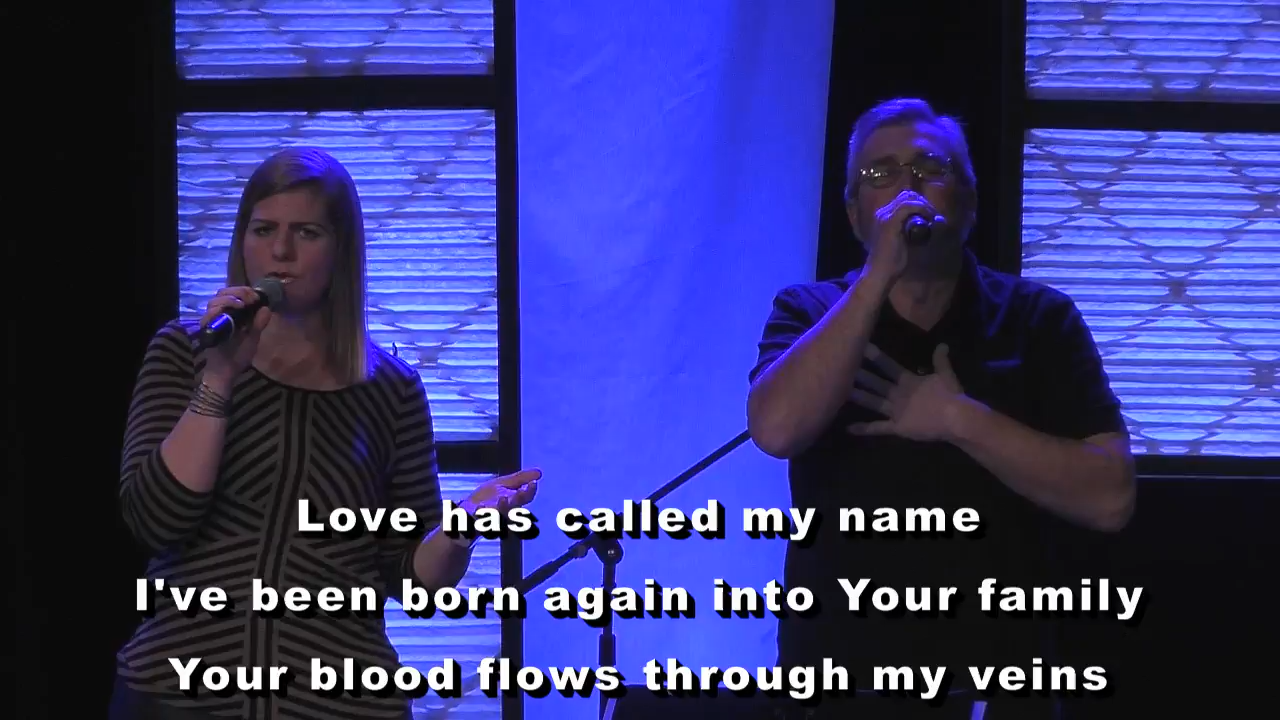 Love has called my name
I've been born again into Your family
Your blood flows through my veins